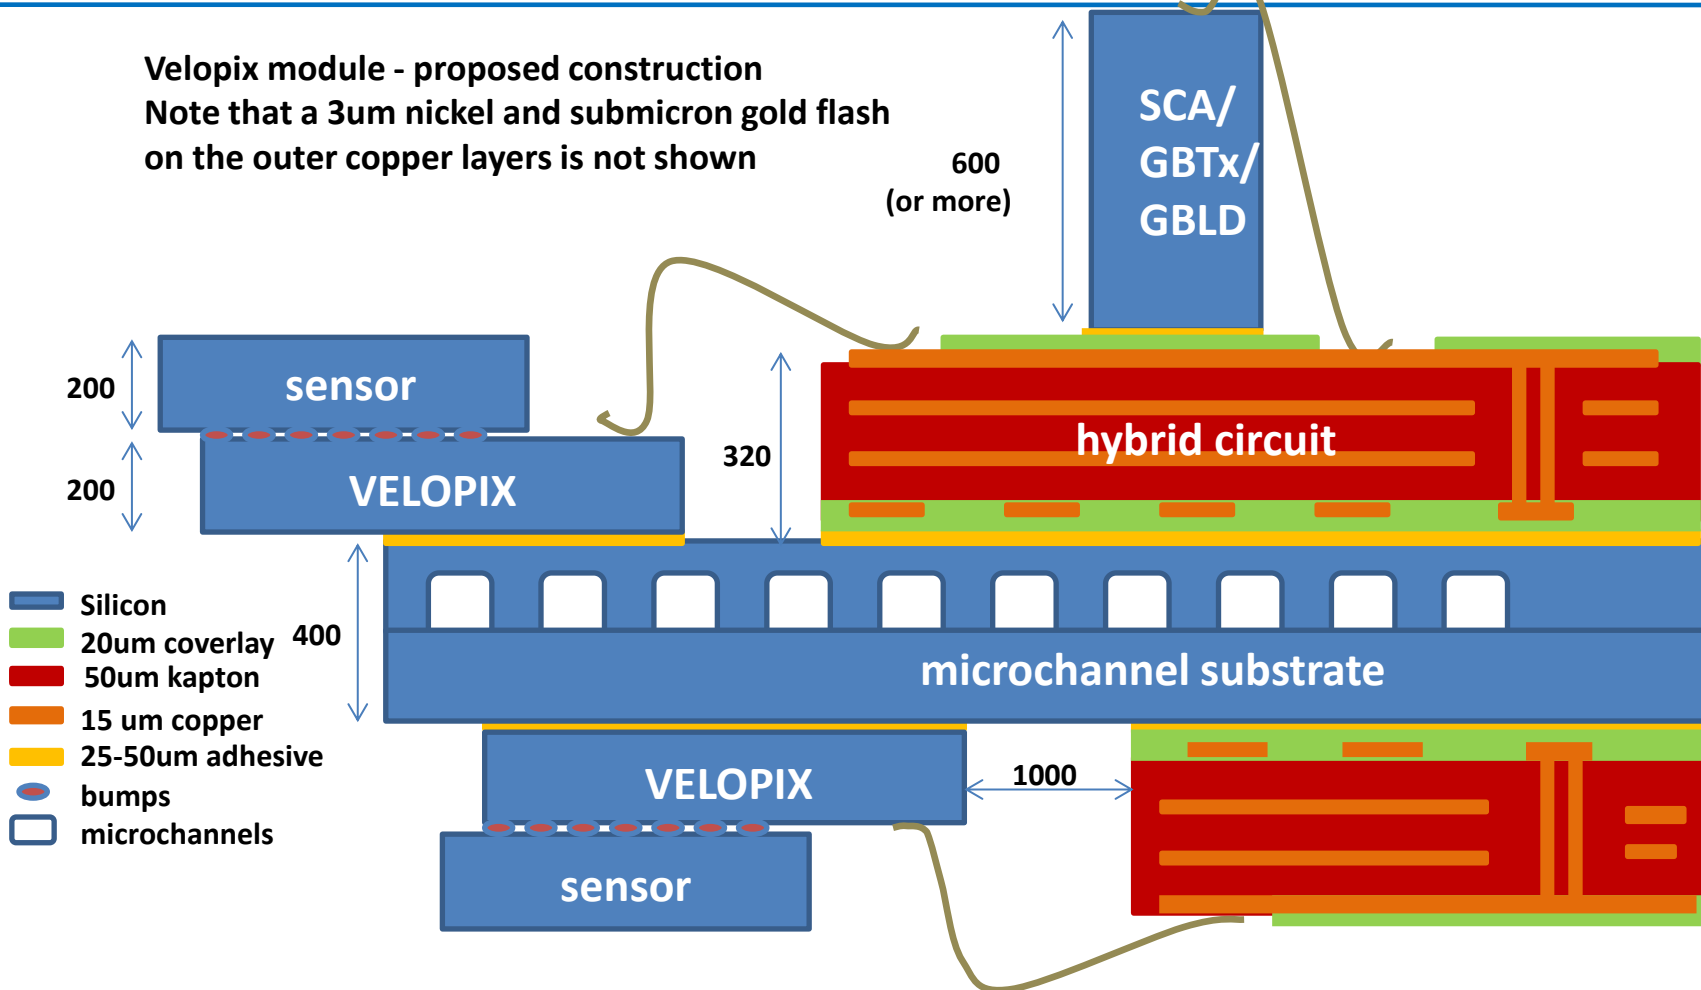 Velopix module - proposed construction
Note that a 3um nickel and submicron gold flash
on the outer copper layers is not shown
SCA/
GBTx/
GBLD
600
(or more)
200
sensor
320
hybrid circuit
200
VELOPIX
Silicon
20um coverlay
400
50um kapton
microchannel substrate
15 um copper
25-50um adhesive
bumps
microchannels
VELOPIX
1000
sensor